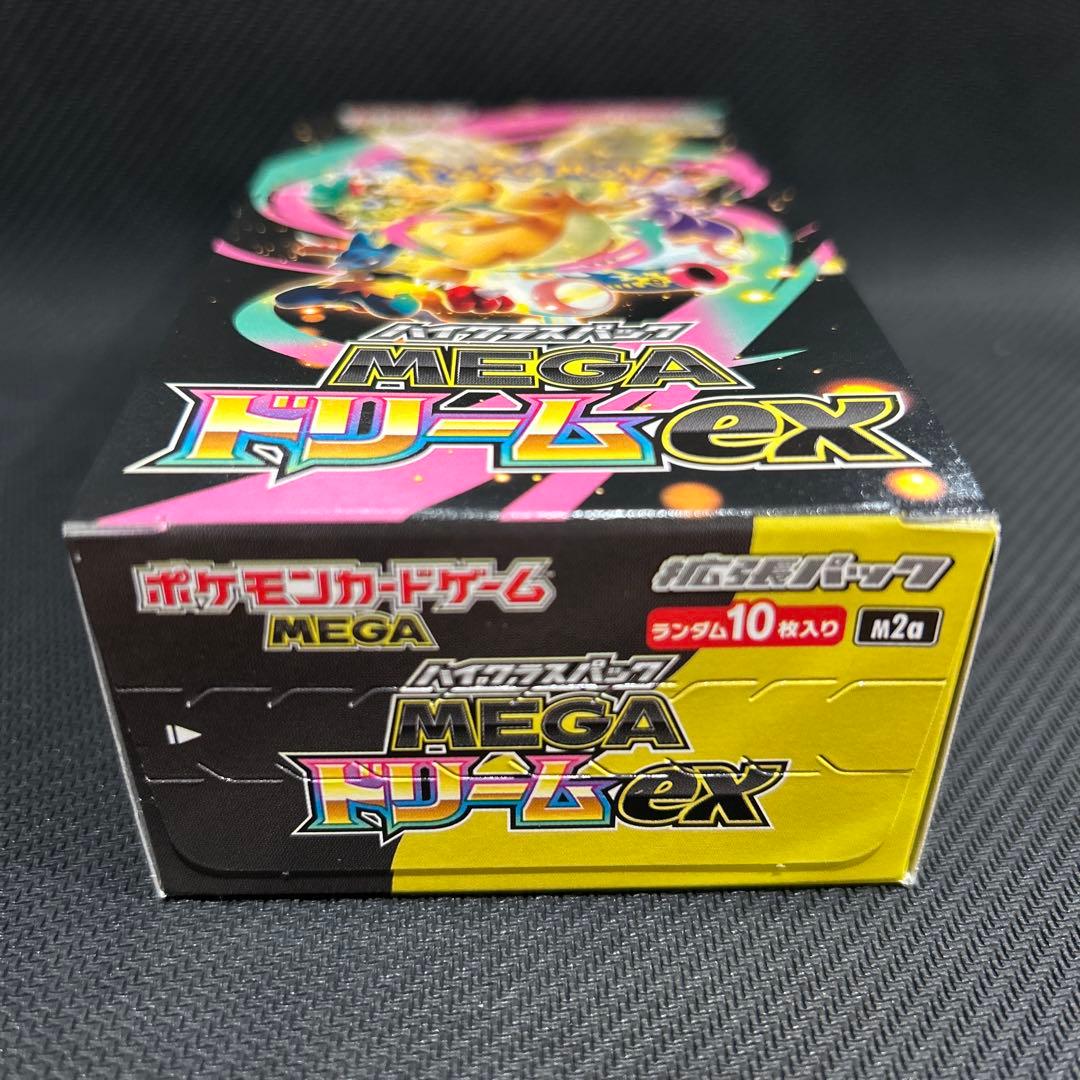 ハイクラスパック
MEGA
ドリームex
ポケモンカードゲーム
MEGA
拡張パック
ランダム10枚入り
M2a
ハイクラスパック
MEGA
ドリームex